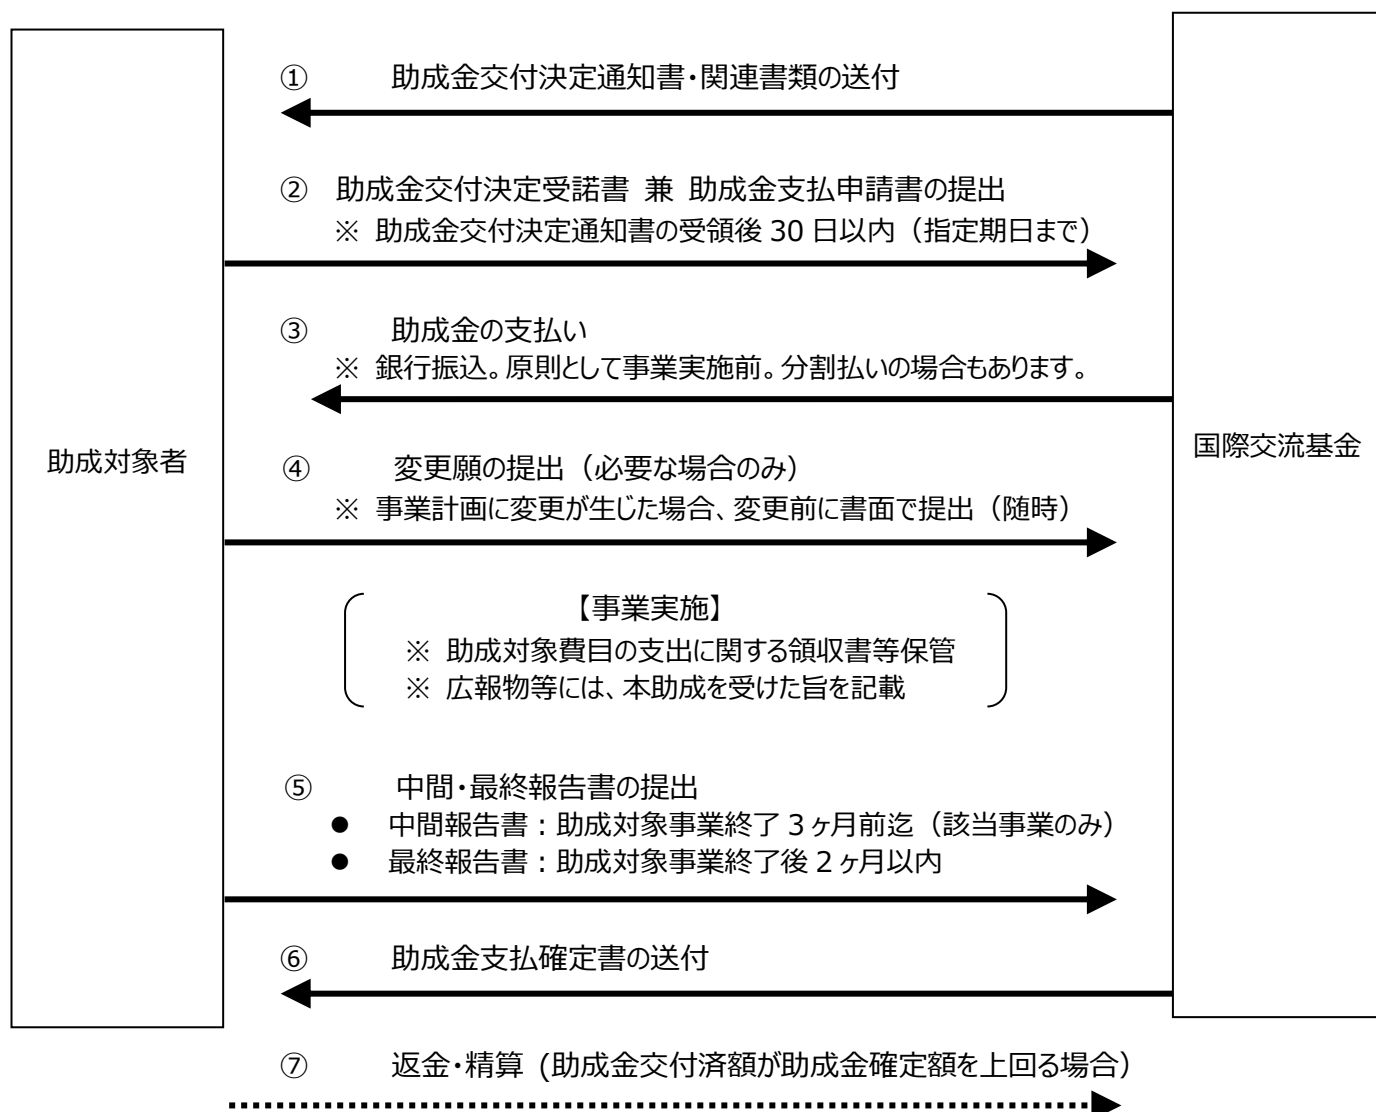 ① 助成金交付決定通知書・関連書類の送付
② 助成金交付決定受諾書 兼 助成金支払申請書の提出
※ 助成金交付決定通知書の受領後 30 日以内（指定期日まで）
③ 助成金の支払い
※ 銀行振込。原則として事業実施前。分割払いの場合もあります。
助成対象者
国際交流基金
④ 変更願の提出（必要な場合のみ）
※ 事業計画に変更が生じた場合、変更前に書面で提出（随時）
【事業実施】
※ 助成対象費目の支出に関する領収書等保管
※ 広報物等には、本助成を受けた旨を記載
⑤ 中間・最終報告書の提出
● 中間報告書：助成対象事業終了 3 ヶ月前迄（該当事業のみ）
● 最終報告書：助成対象事業終了後 2 ヶ月以内
⑥ 助成金支払確定書の送付
⑦ 返金・精算 (助成金交付済額が助成金確定額を上回る場合）